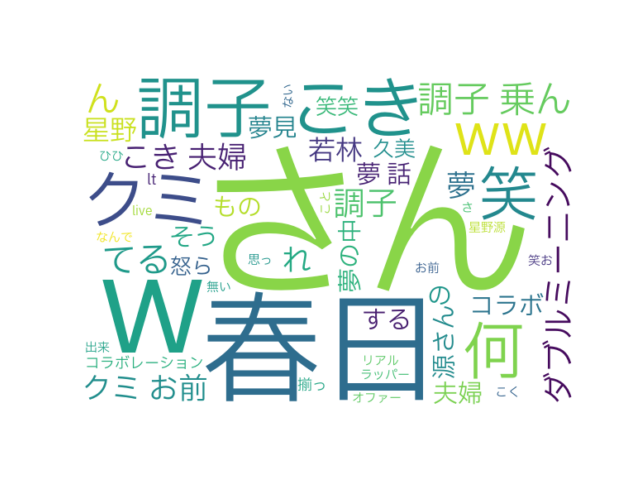 ん
調子
こき
調子 乗ん
ない
笑笑
星野
夢見
ww
ひひ
こき 夫婦
若林
久美
lt
夢 話
夢
笑
クミ
さん
live
もの
こと
調子
さ
星野源
なんで
そう
てる
怒ら
れ
思っ
夢の中
お前
笑お
ダブルミーニング
w
無い
春日
する
源さんの
コラボ
何
出来
コラボレーション
リアル
ラッパー
クミ お前
揃っ
オファー
夫婦
こく